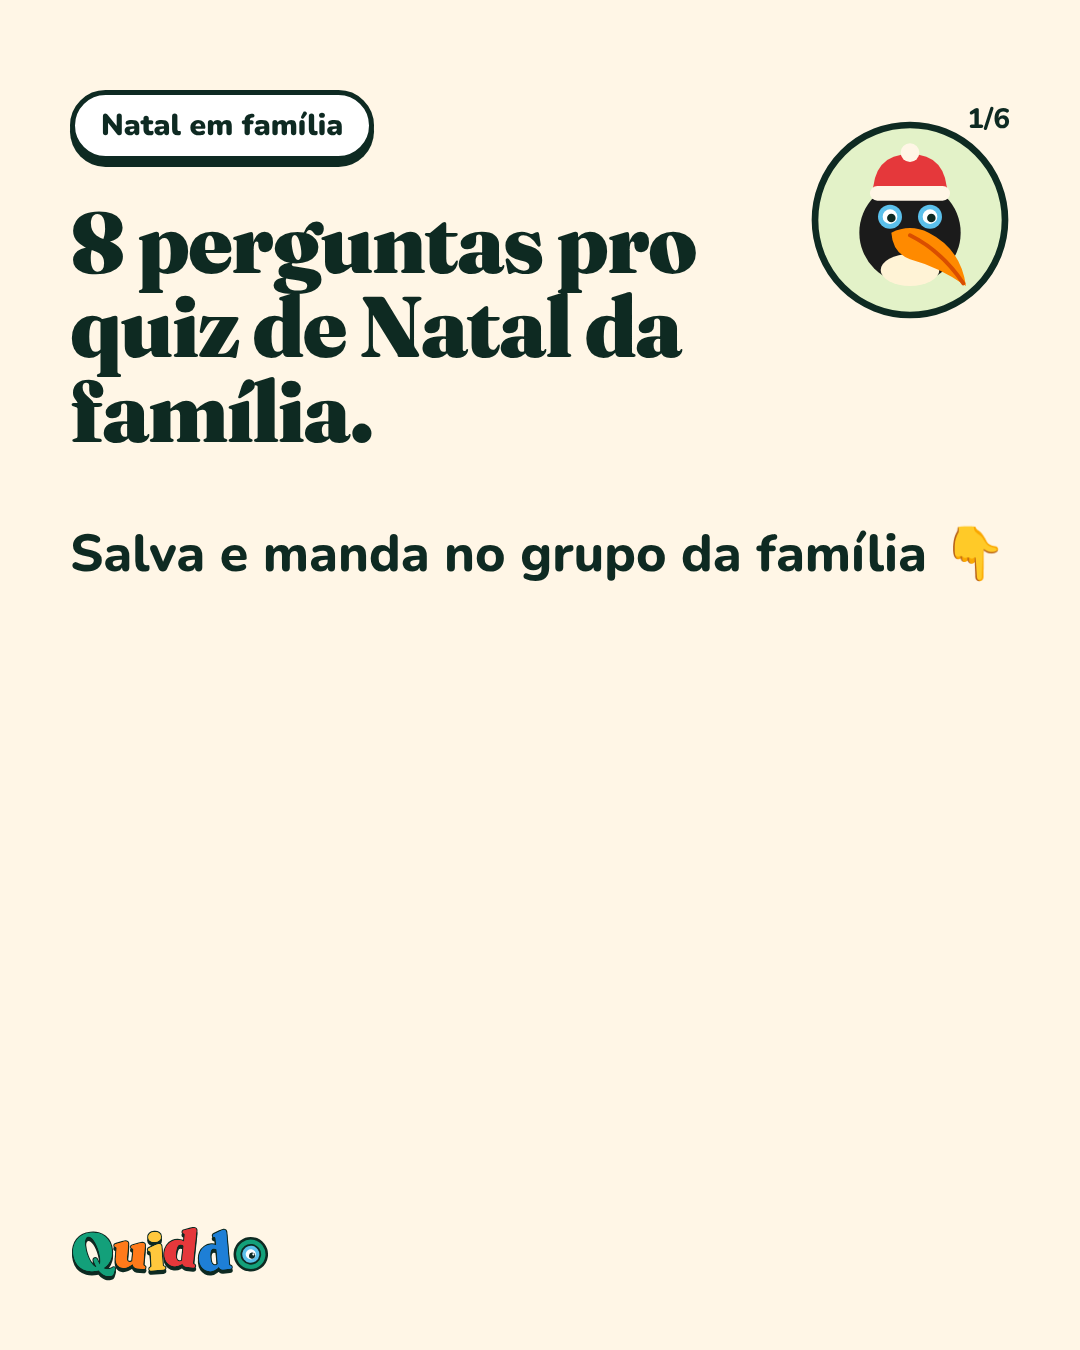 Natal em família
1/6
8 perguntas pro
quiz de Natal da
família.
Salva e manda no grupo da família 👇
Quiddo